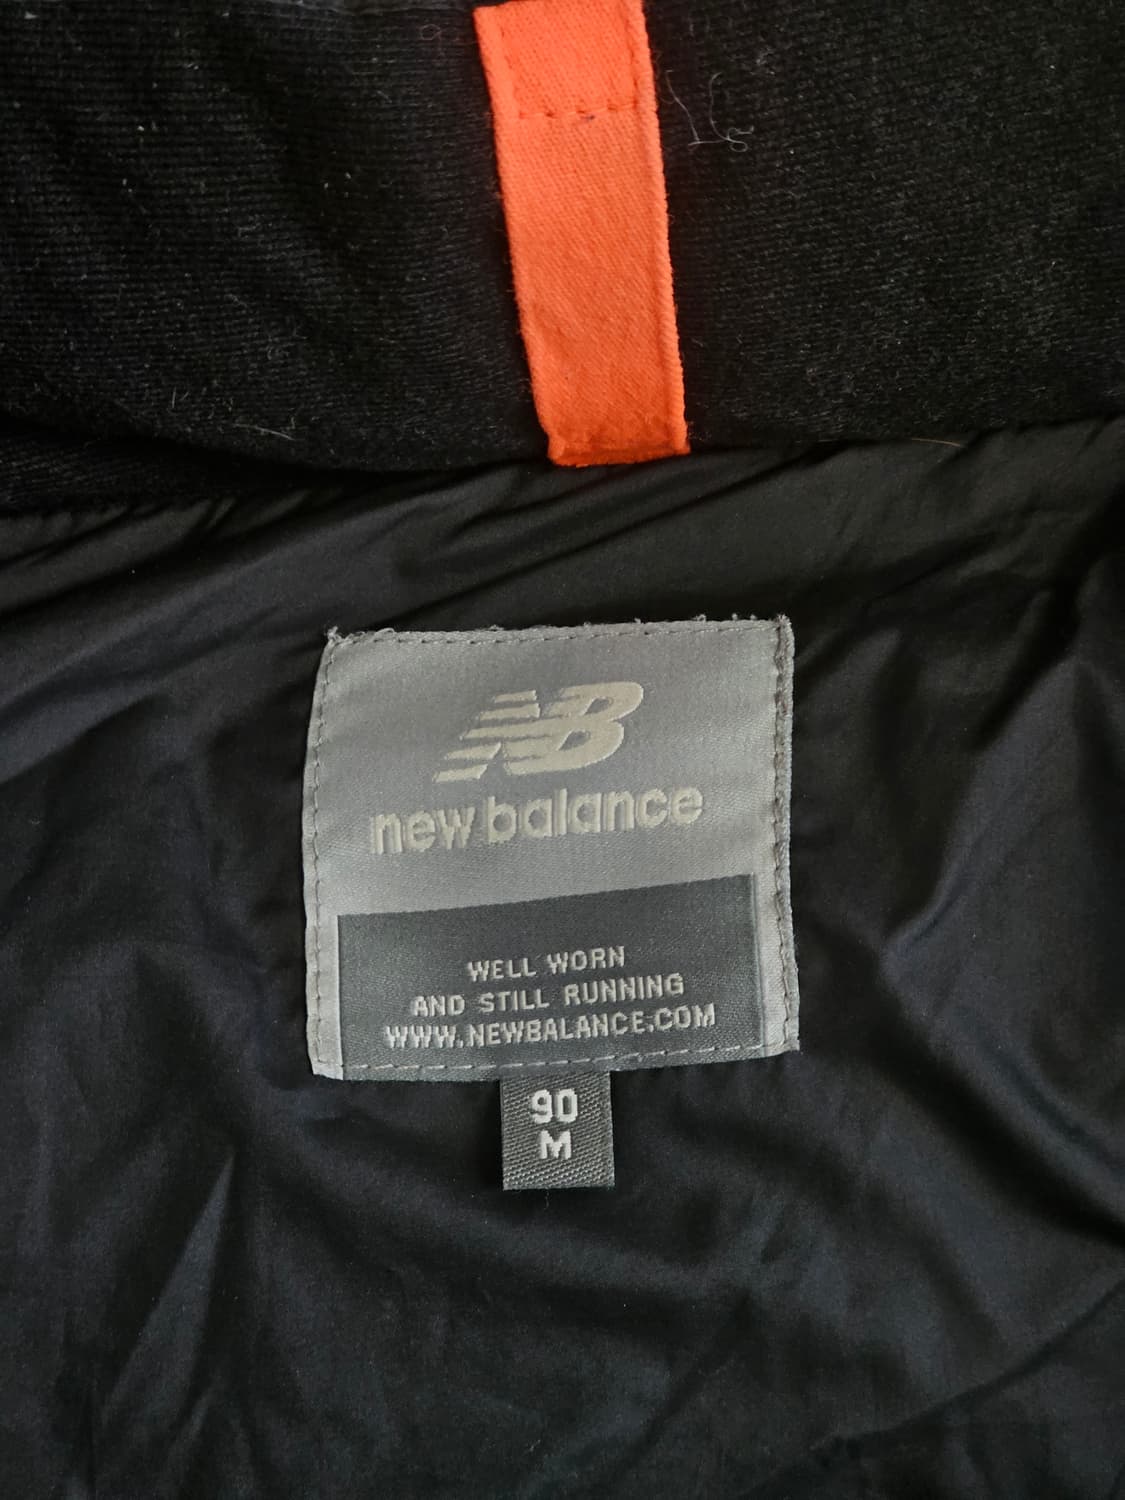 NB
new balance
WELL WORN
AND STILL RUNNING
WWW.NEWBALANCE.COM
90
M